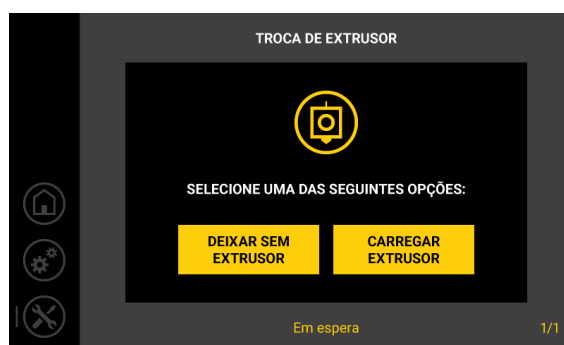 TROCA DE EXTRUSOR
SELECIONE UMA DAS SEGUINTES OPÇÕES:
DEIXAR SEM
EXTRUSOR
CARREGAR
EXTRUSOR
Em espera
1/1